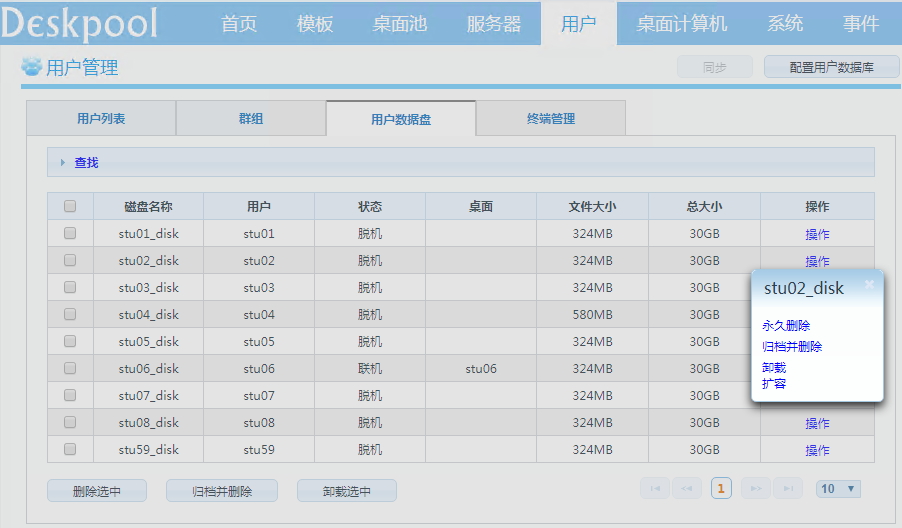 Deskpool 首页 模板 桌面池 服务器 用户 桌面计算机 系统 事件
用户管理 同步 配置用户数据库
用户列表 群组 用户数据盘 终端管理
查找
磁盘名称 用户 状态 桌面 文件大小 总大小 操作
stu01_disk stu01 脱机 324MB 30GB 操作
stu02_disk stu02 脱机 324MB 30GB 操作
stu03_disk stu03 脱机 324MB 30GB
stu04_disk stu04 脱机 580MB 30GB
stu05_disk stu05 脱机 324MB 30GB
stu06_disk stu06 联机 stu06 324MB 30GB
stu07_disk stu07 脱机 324MB 30GB
stu08_disk stu08 脱机 324MB 30GB 操作
stu59_disk stu59 脱机 324MB 30GB 操作
stu02_disk
永久删除
归档并删除
卸载
扩容
删除选中 归档并删除 卸载选中 1 10